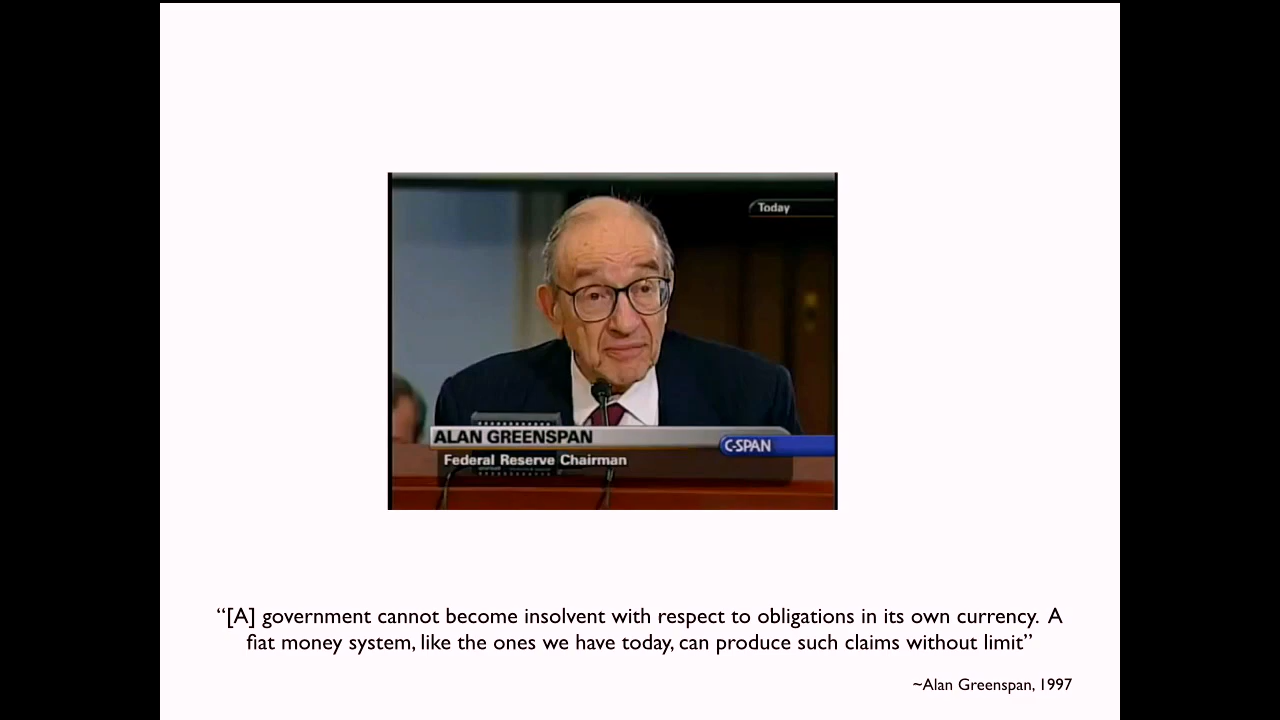 Today
ALAN GREENSPAN
C-SPAN
Federal Reserve Chairman
“[A] government cannot become insolvent with respect to obligations in its own currency. A
fiat money system, like the ones we have today, can produce such claims without limit”
~Alan Greenspan, 1997